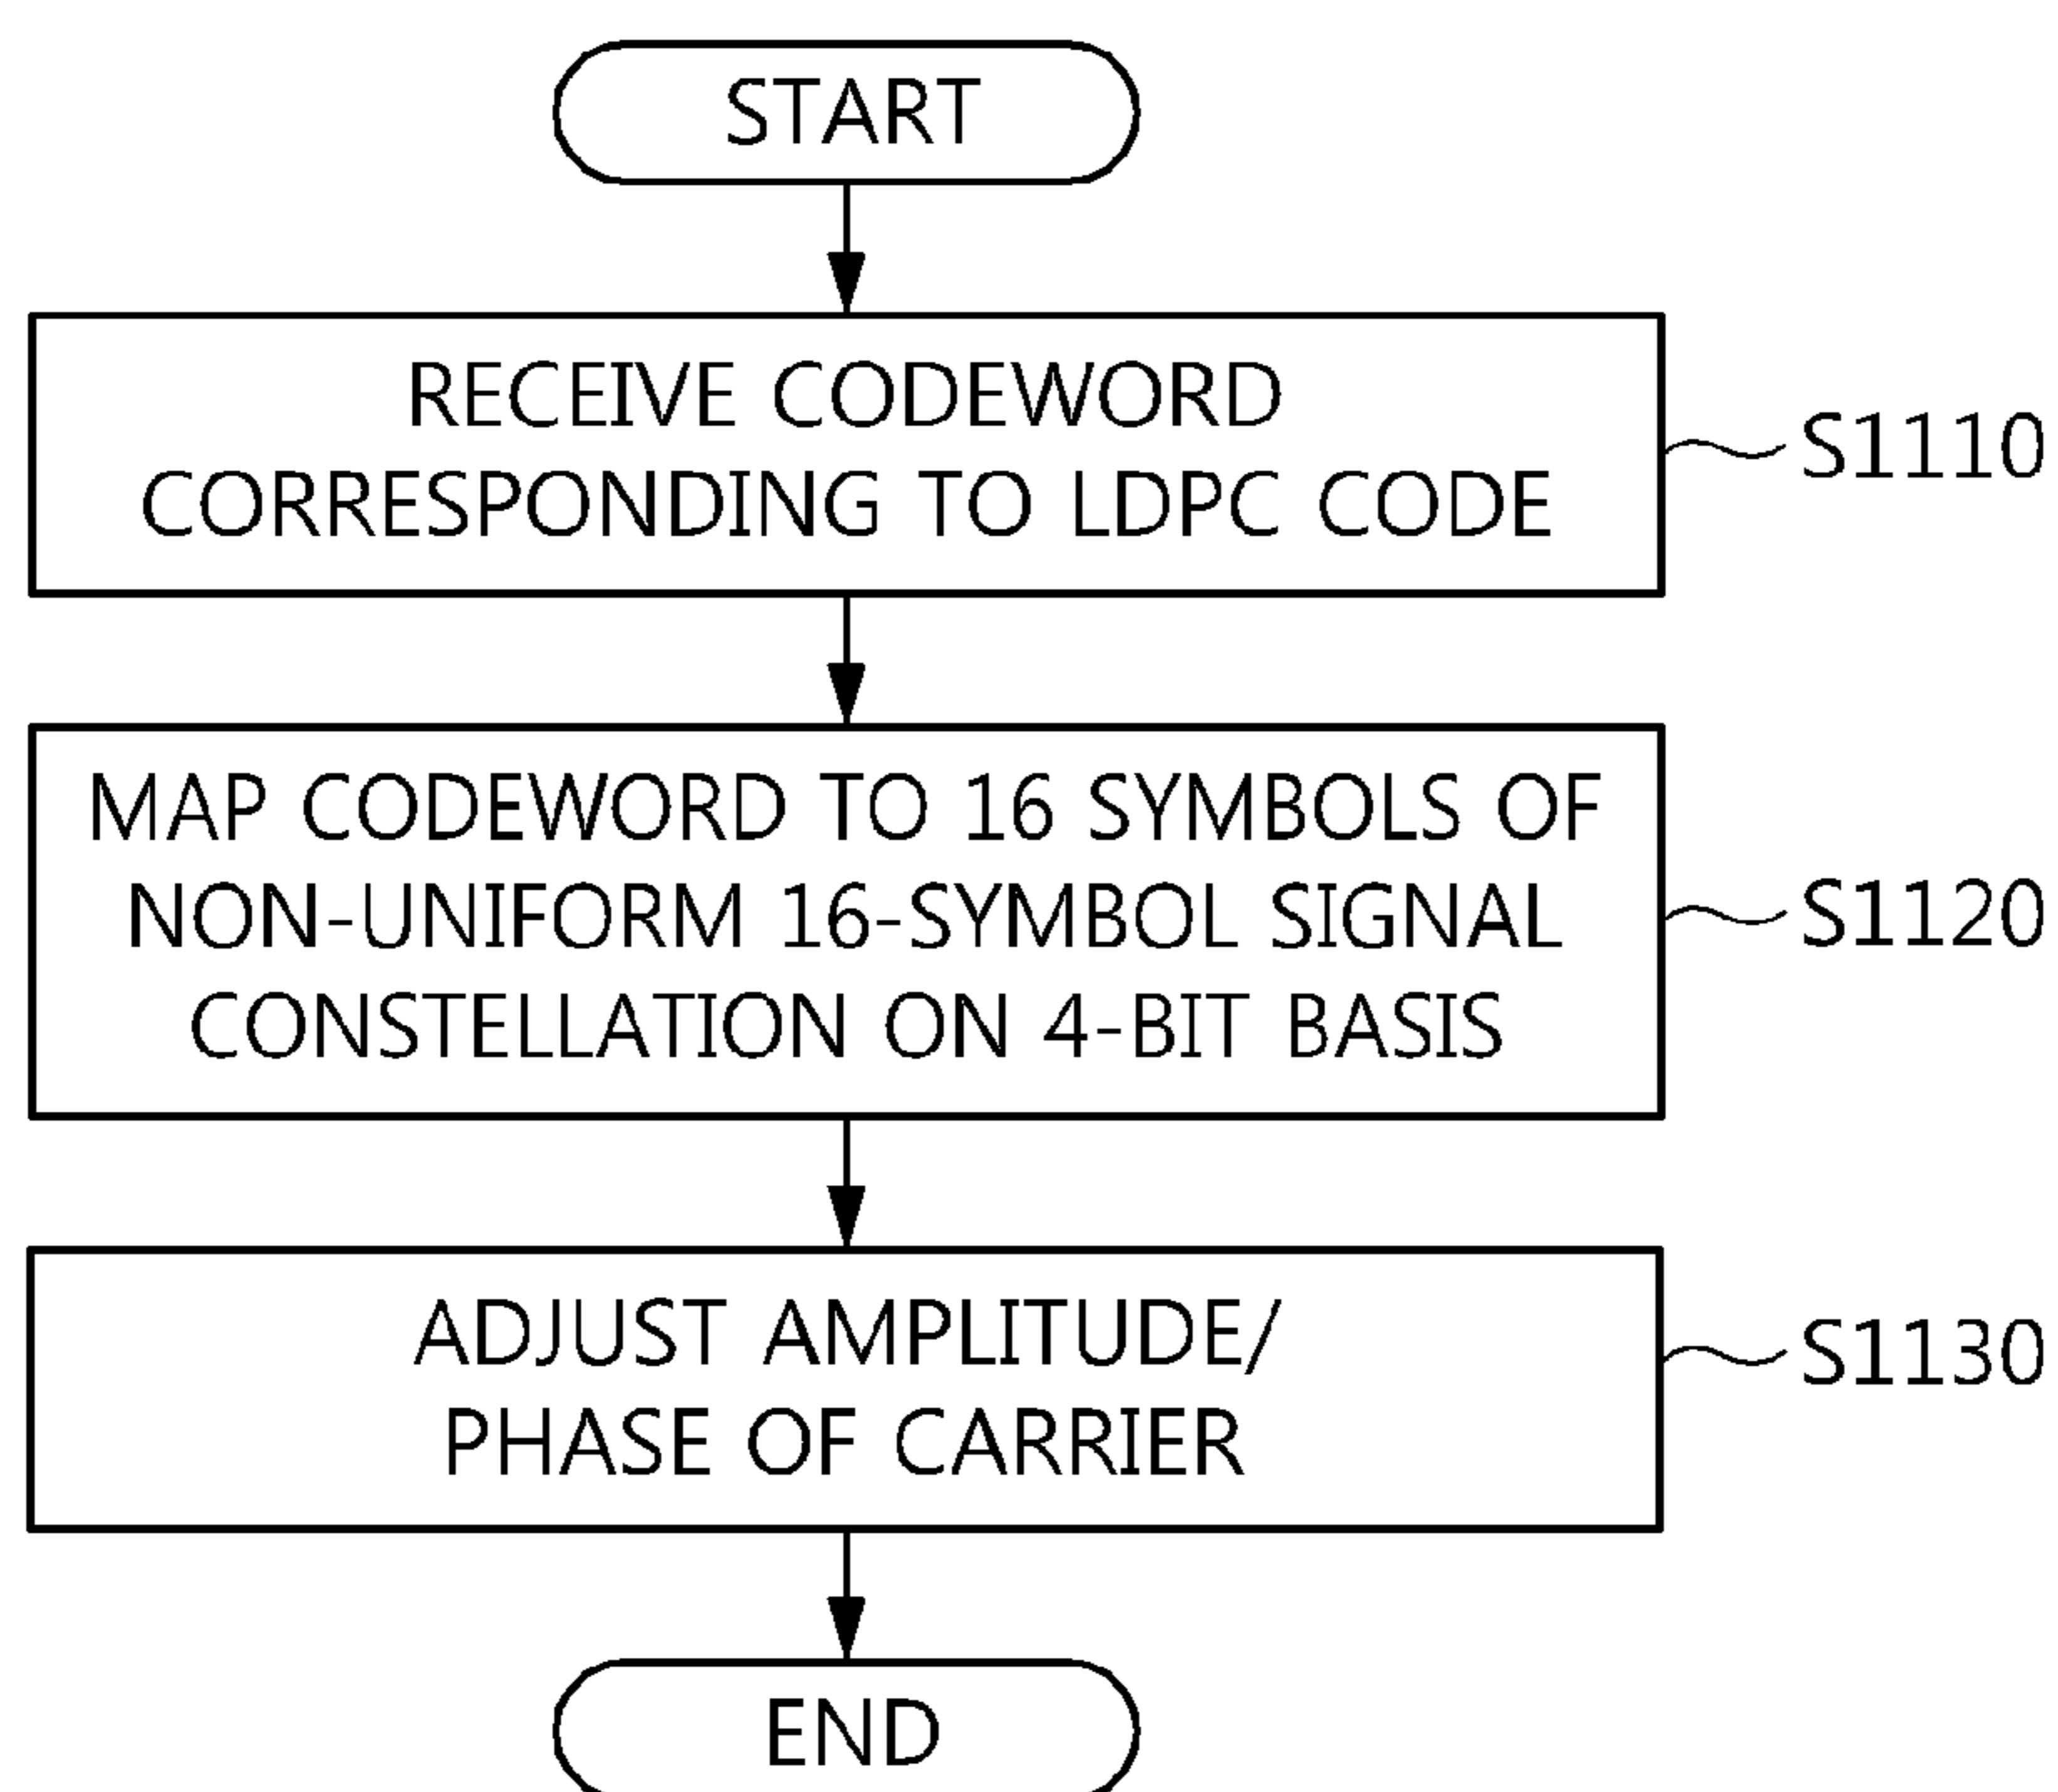 START
RECEIVE CODEWORD
CORRESPONDING TO LDPC CODE
S1110
MAP CODEWORD TO 16 SYMBOLS OF
NON-UNIFORM 16-SYMBOL SIGNAL
CONSTELLATION ON 4-BIT BASIS
S1120
ADJUST AMPLITUDE/
PHASE OF CARRIER
S1130
END